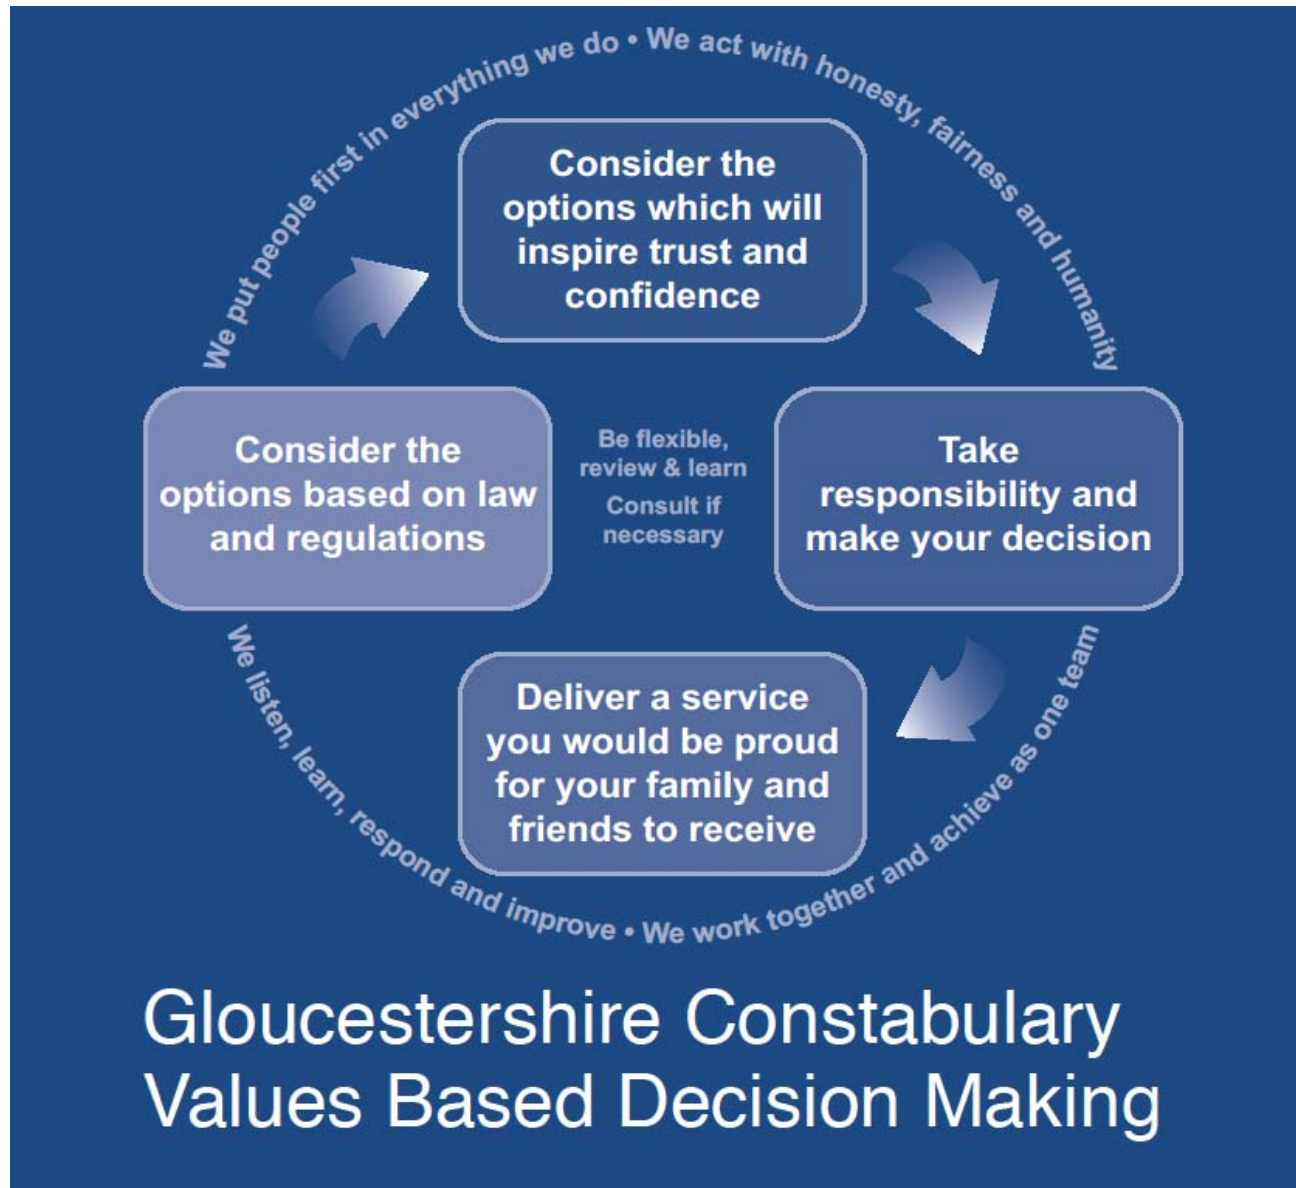 We put people first in everything we do • We act with honesty, fairness and humanity
Consider the
options which will
inspire trust and
confidence
Consider the
options based on law
and regulations
Be flexible,
review & learn
Consult if
necessary
Take
responsibility and
make your decision
Deliver a service
you would be proud
for your family and
friends to receive
We listen, learn, respond and improve • We work together and achieve as one team
Gloucestershire Constabulary
Values Based Decision Making